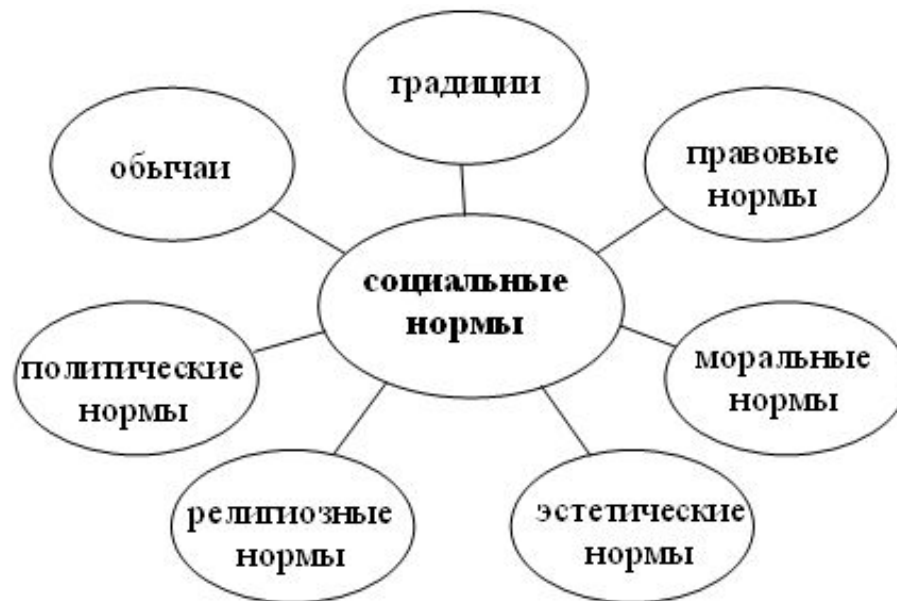 традиции
обычаи
правовые
нормы
социальные
нормы
политические
нормы
моральные
нормы
религиозные
нормы
эстетические
нормы